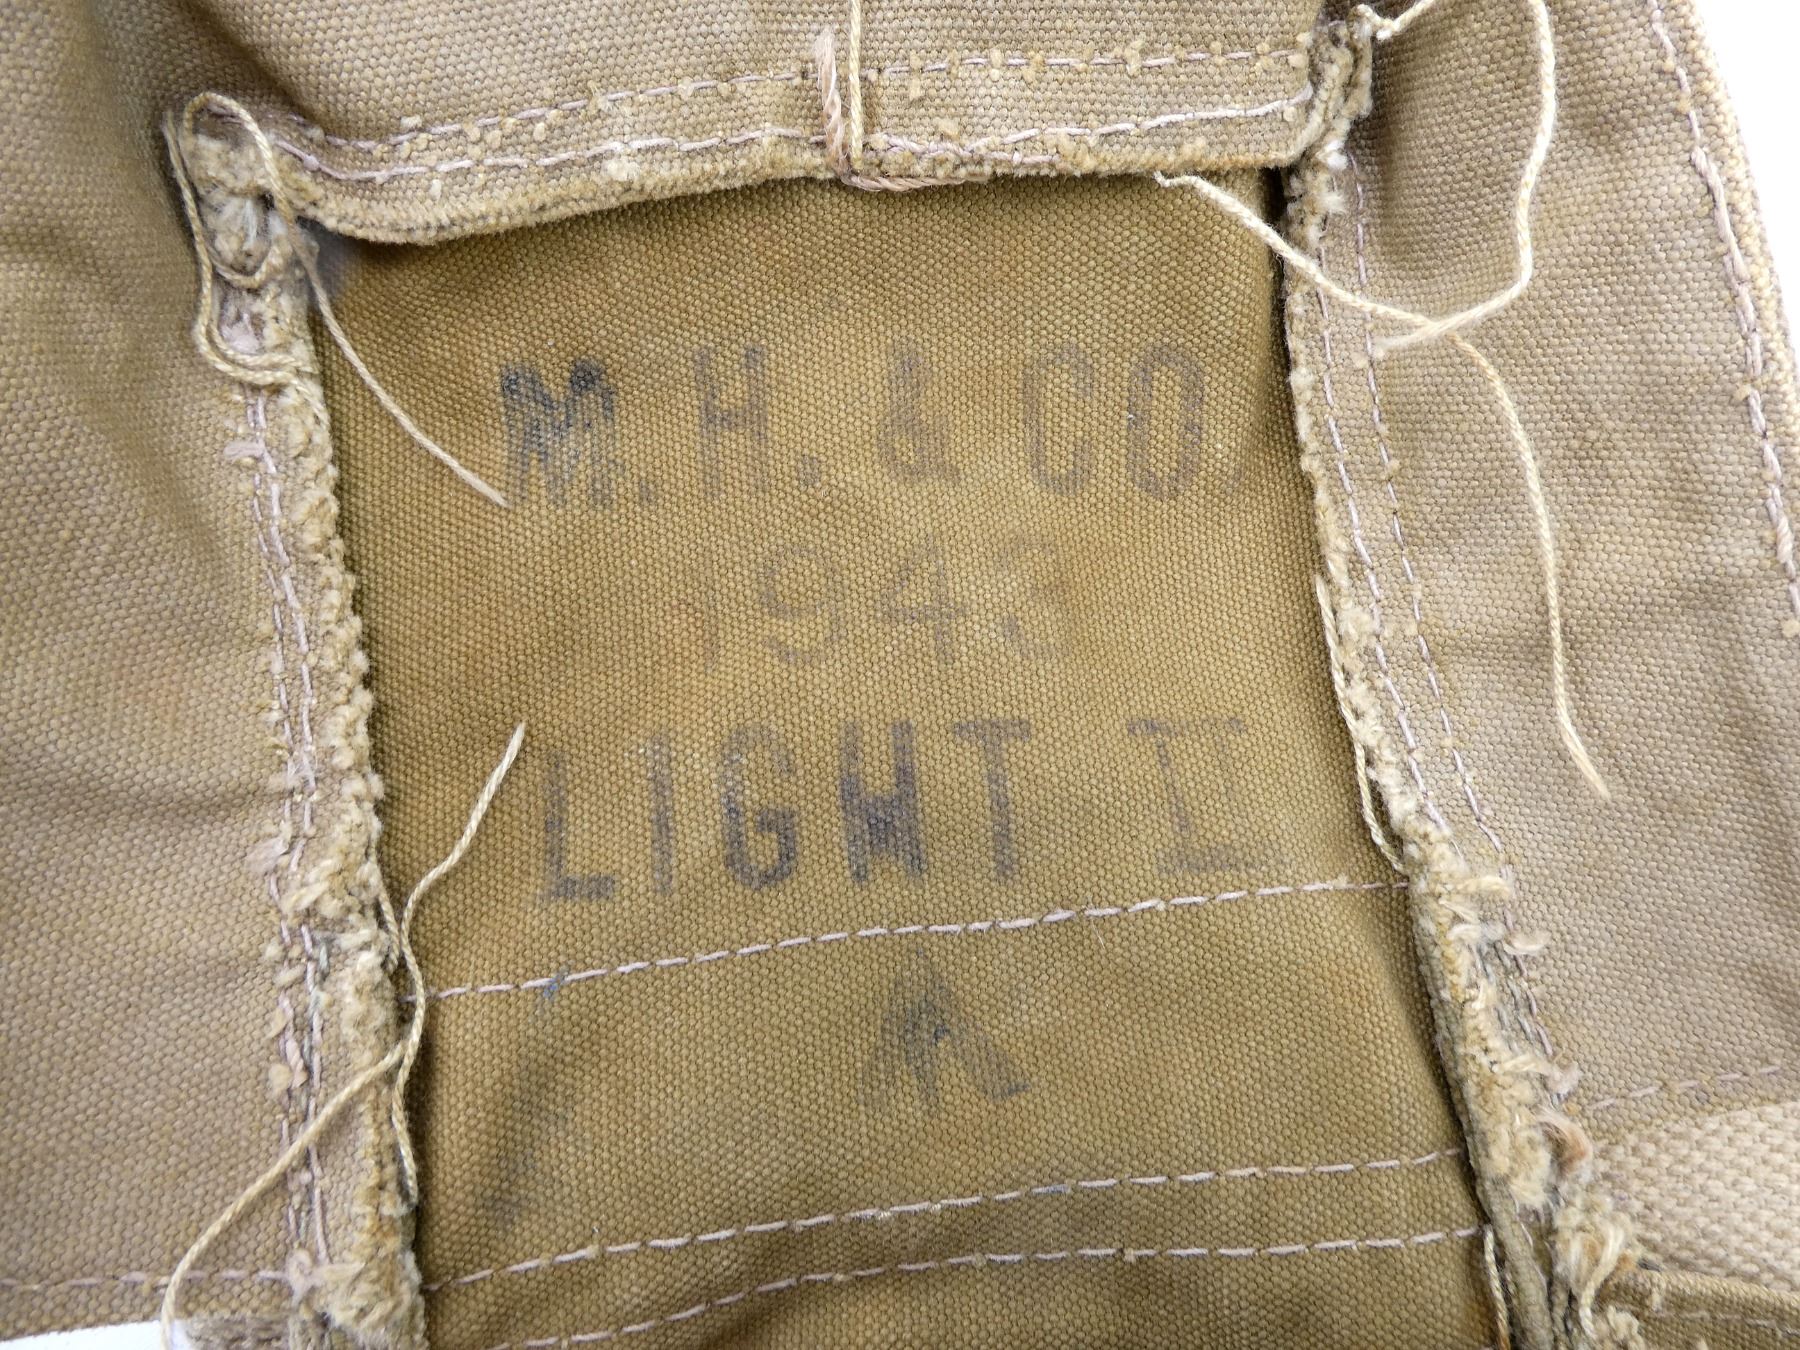 M.H. & CO.
1943
LIGHT II